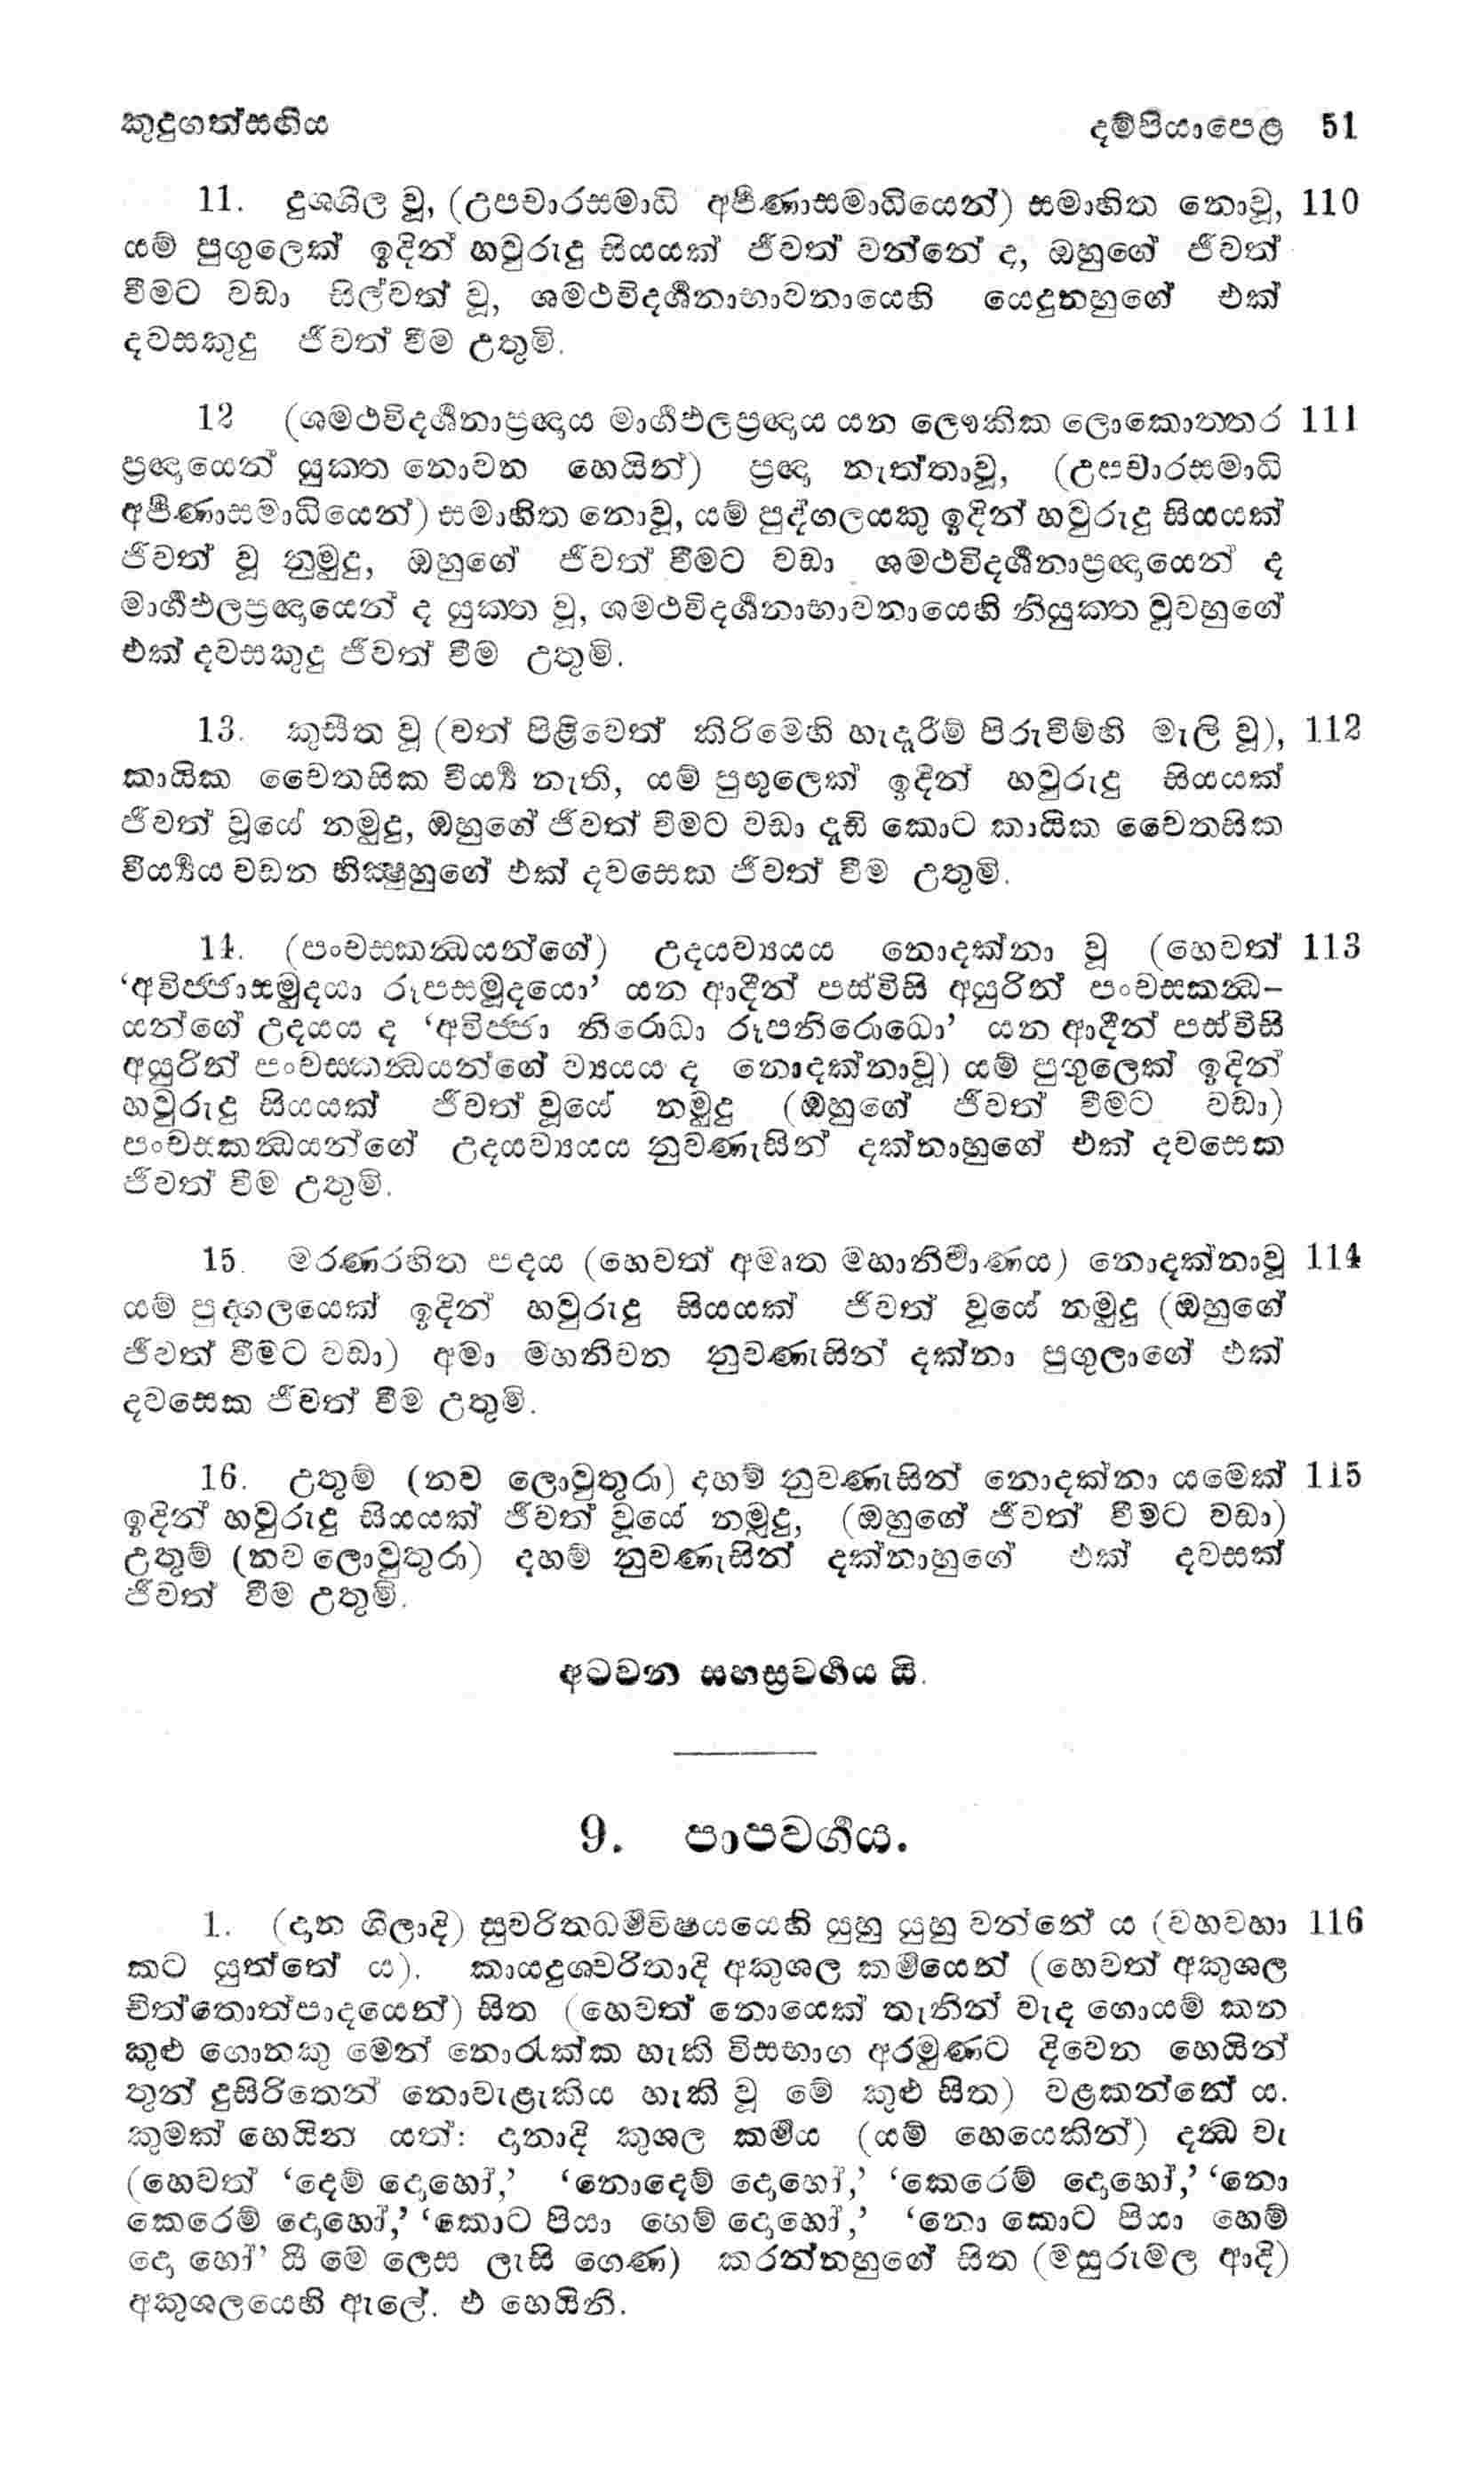 කුදුගත්සඟිය දම්පියාපෙළ 51
11. දුශශීල වූ, (උපචාරසමාධි අර්පණාසමාධියෙන්) සමාහිත නොවූ, 110
යම් පුගුලෙක් ඉදින් හවුරුදු සියයක් ජීවත් වන්නේ ද, ඔහුගේ ජීවත්
වීමට වඩා සිල්වත් වූ, ශමථවිදර්ශනාභාවනායෙහි යෙදුනහුගේ එක්
දවසකුදු ජීවත් වීම උතුමි.
12 (ශමථවිදර්ශනාප්‍රඥාය මාර්ගඵලප්‍රඥාය යන ලෞකික ලොකොත්තර 111
ප්‍රඥායෙන් යුක්ත නොවන හෙයින්) ප්‍රඥා නැත්තාවූ, (උපචාරසමාධි
අර්පණාසමාධියෙන්) සමාහිත නොවූ, යම් පුද්ගලයකු ඉදින් හවුරුදු සියයක්
ජීවත් වූ නුමුදු, ඔහුගේ ජීවත් වීමට වඩා ශමථවිදර්ශනාප්‍රඥායෙන් ද
මාර්ගඵලප්‍රඥායෙන් ද යුක්ත වූ, ශමථවිදර්ශනාභාවනායෙහි නියුක්ත වූවහුගේ
එක් දවසකුදු ජීවත් වීම උතුමි.
13. කුසීත වූ (වත් පිළිවෙත් කිරීමෙහි හැදෑරීම් පිරුවීම්හි මැලි වූ), 112
කායික චෛතසික වීර්‍ය්‍ය නැති, යම් පුඟුලෙක් ඉදින් හවුරුදු සියයක්
ජීවත් වූයේ නමුදු, ඔහුගේ ජීවත් වීමට වඩා දැඩි කොට කායික චෛතසික
වීර්‍ය්‍යය වඩන භික්‍ෂුහුගේ එක් දවසෙක ජීවත් වීම උතුමි.
14. (පංචස්කන්‍ධයන්ගේ) උදයව්‍යයය නොදක්නා වූ (හෙවත් 113
‘අවිජ්ජාසමුදයා රූපසමුදයො’ යන ආදීන් පස්විසි අයුරින් පංචස්කන්‍ධ-
යන්ගේ උදයය ද ‘අවිජ්ජා නිරොධා රූපනිරොධො’ යන ආදීන් පස්විසි
අයුරින් පංචස්කන්‍ධයන්ගේ ව්‍යයය ද නොදක්නාවූ) යම් පුගුලෙක් ඉදින්
හවුරුදු සියයක් ජීවත් වූයේ නමුදු (ඔහුගේ ජීවත් වීමට වඩා)
පංචස්කන්‍ධයන්ගේ උදයව්‍යයය නුවණැසින් දක්නාහුගේ එක් දවසෙක
ජීවත් වීම උතුමි.
15. මරණරහිත පදය (හෙවත් අමෘත මහානිර්වාණය) නොදක්නාවූ 114
යම් පුද්ගලයෙක් ඉදින් හවුරුදු සියයක් ජීවත් වූයේ නමුදු (ඔහුගේ
ජීවත් වීමට වඩා) අමා මහනිවන නුවණැසින් දක්නා පුගුලාගේ එක්
දවසෙක ජීවත් වීම උතුමි.
16. උතුම් (නව ලොවුතුරා) දහම් නුවණැසින් නොදක්නා යමෙක් 115
ඉදින් හවුරුදු සියයක් ජීවත් වූයේ නමුදු, (ඔහුගේ ජීවත් වීමට වඩා)
උතුම් (නව ලොවුතුරා) දහම් නුවණැසින් දක්නාහුගේ එක් දවසක්
ජීවත් වීම උතුමි.
අටවන සහස්‍රවර්ගය යි.
9. පාපවර්ගය.
1. (දාන ශීලාදි) සුචරිතධර්මවිෂයයෙහි යුහු යුහු වන්නේ ය (වහවහා 116
කට යුත්තේ ය). කායදුශචරිතාදි අකුශල කර්මයෙන් (හෙවත් අකුශල
චිත්තොත්පාදයෙන්) සිත (හෙවත් නොයෙක් තැනින් වැද ගොයම් කන
කුළු ගොනකු මෙන් නොරැක්ක හැකි විසභාග අරමුණට දිවෙන හෙයින්
තුන් දුසිරිතෙන් නොවැළැකිය හැකි වූ මේ කුළු සිත) වළකන්නේ ය.
කුමක් හෙයින යත්: දානාදි කුශල කර්මය (යම් හෙයෙකින්) දන්‍ධ වැ
(හෙවත් ‘දෙම් දොහෝ,’ ‘නොදෙම් දොහෝ,’ ‘කෙරෙම් දොහෝ,’ ‘නො
කෙරෙම් දොහෝ,’ ‘කොට පියා හෙම් දොහෝ,’ ‘නො කොට පියා හෙම්
දො හෝ’ යි මේ ලෙස ලැසි ගෙණ) කරන්නහුගේ සිත (මසුරුමල ආදි)
අකුශලයෙහි ඇලේ. එ හෙයිනි.